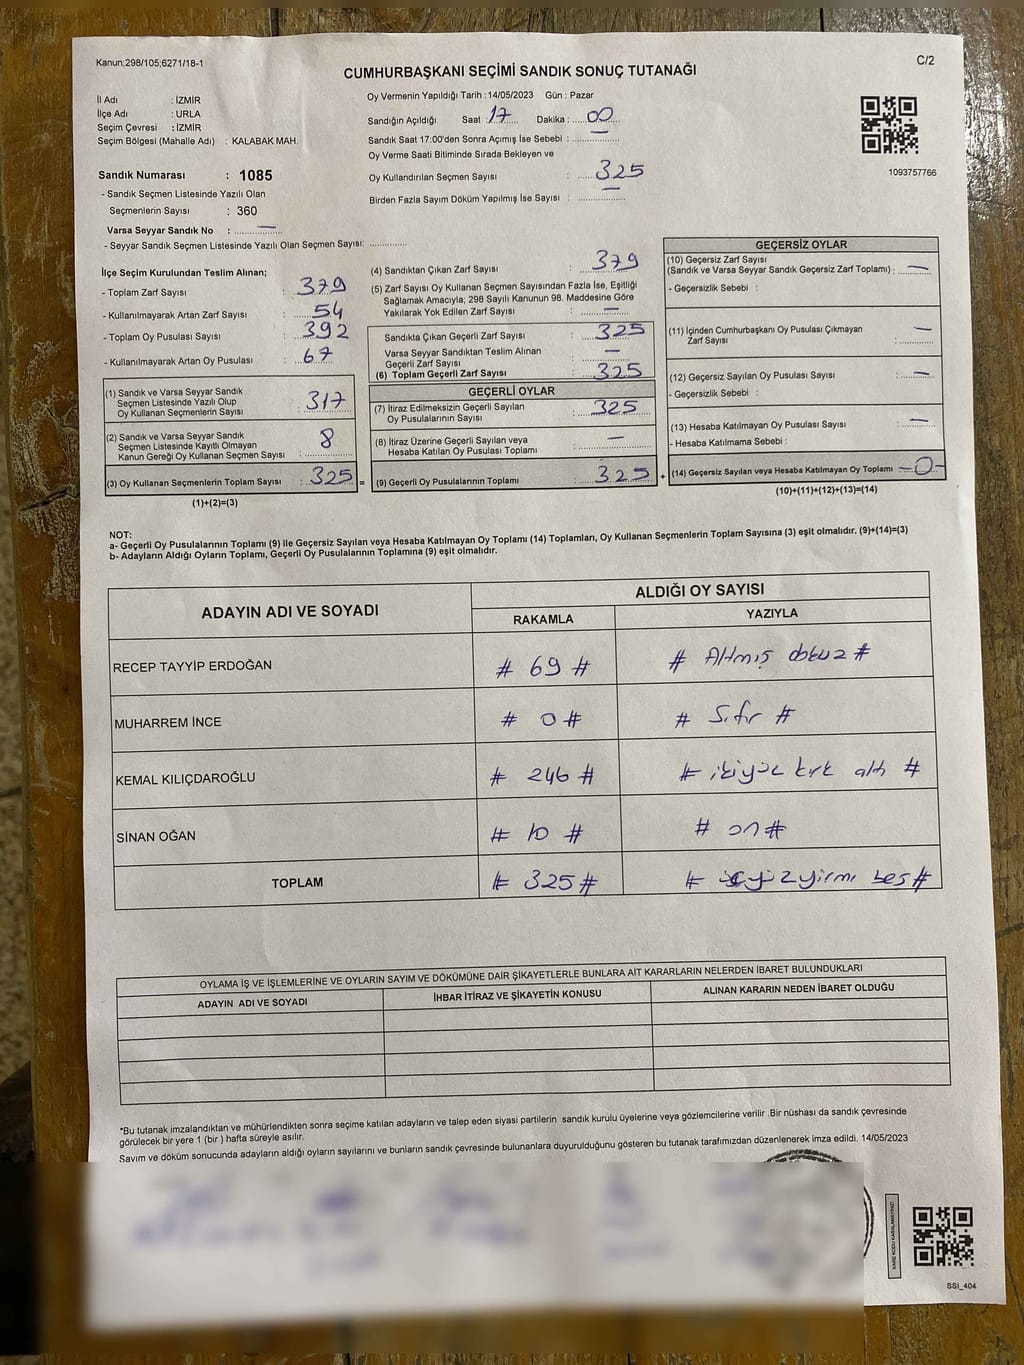 Kanun;298/105;6271/18-1
C/2
CUMHURBAŞKANI SEÇİMİ SANDIK SONUÇ TUTANAĞI
İl Adı : İZMİR
İlçe Adı : URLA
Seçim Çevresi : İZMİR
Seçim Bölgesi (Mahalle Adı) : KALABAK MAH.
Sandık Numarası : 1085
- Sandık Seçmen Listesinde Yazılı Olan
Seçmenlerin Sayısı : 360
Varsa Seyyar Sandık No : —
- Seyyar Sandık Seçmen Listesinde Yazılı Olan Seçmen Sayısı:
Oy Vermenin Yapıldığı Tarih :14/05/2023 Gün : Pazar
Sandığın Açıldığı Saat : 17 Dakika : 00
Sandık Saat 17:00'den Sonra Açımış İse Sebebi : —
Oy Verme Saati Bitiminde Sırada Bekleyen ve
Oy Kullandırılan Seçmen Sayısı : 325
Birden Fazla Sayım Döküm Yapılmış İse Sayısı : —
1093757766
İlçe Seçim Kurulundan Teslim Alınan;
- Toplam Zarf Sayısı : 379
- Kullanılmayarak Artan Zarf Sayısı : 54
- Toplam Oy Pusulası Sayısı : 392
- Kullanılmayarak Artan Oy Pusulası : 67
(1) Sandık ve Varsa Seyyar Sandık
Seçmen Listesinde Yazılı Olup
Oy Kullanan Seçmenlerin Sayısı : 317
(2) Sandık ve Varsa Seyyar Sandık
Seçmen Listesinde Kayıtlı Olmayan
Kanun Gereği Oy Kullanan Seçmen Sayısı : 8
(3) Oy Kullanan Seçmenlerin Toplam Sayısı : 325 =
(1)+(2)=(3)
(4) Sandıktan Çıkan Zarf Sayısı : 379
(5) Zarf Sayısı Oy Kullanan Seçmen Sayısından Fazla İse, Eşitliği
Sağlamak Amacıyla; 298 Sayılı Kanunun 98. Maddesine Göre
Yakılarak Yok Edilen Zarf Sayısı : —
Sandıkta Çıkan Geçerli Zarf Sayısı : 325
Varsa Seyyar Sandıktan Teslim Alınan
Geçerli Zarf Sayısı : —
(6) Toplam Geçerli Zarf Sayısı : 325
GEÇERLİ OYLAR
(7) İtiraz Edilmeksizin Geçerli Sayılan
Oy Pusulalarının Sayısı : 325
(8) İtiraz Üzerine Geçerli Sayılan veya
Hesaba Katılan Oy Pusulası Toplamı : —
(9) Geçerli Oy Pusulalarının Toplamı : 325 +
GEÇERSİZ OYLAR
(10) Geçersiz Zarf Sayısı
(Sandık ve Varsa Seyyar Sandık Geçersiz Zarf Toplamı) : —
- Geçersizlik Sebebi :
(11) İçinden Cumhurbaşkanı Oy Pusulası Çıkmayan
Zarf Sayısı : —
(12) Geçersiz Sayılan Oy Pusulası Sayısı : —
- Geçersizlik Sebebi :
(13) Hesaba Katılmayan Oy Pusulası Sayısı : —
- Hesaba Katılmama Sebebi :
(14) Geçersiz Sayılan veya Hesaba Katılmayan Oy Toplamı : —0—
(10)+(11)+(12)+(13)=(14)
NOT:
a- Geçerli Oy Pusulalarının Toplamı (9) ile Geçersiz Sayılan veya Hesaba Katılmayan Oy Toplamı (14) Toplamları, Oy Kullanan Seçmenlerin Toplam Sayısına (3) eşit olmalıdır. (9)+(14)=(3)
b- Adayların Aldığı Oyların Toplamı, Geçerli Oy Pusulalarının Toplamına (9) eşit olmalıdır.
ADAYIN ADI VE SOYADI ALDIĞI OY SAYISI
RAKAMLA YAZIYLA
RECEP TAYYİP ERDOĞAN # 69 # # Altmış dokuz #
MUHARREM İNCE # 0 # # Sıfır #
KEMAL KILIÇDAROĞLU # 246 # # ikiyüz kırk altı #
SİNAN OĞAN # 10 # # on #
TOPLAM # 325 # # üçyüzyirmi beş #
OYLAMA İŞ VE İŞLEMLERİNE VE OYLARIN SAYIM VE DÖKÜMÜNE DAİR ŞİKAYETLERLE BUNLARA AİT KARARLARIN NELERDEN İBARET BULUNDUKLARI
ADAYIN ADI VE SOYADI İHBAR İTİRAZ VE ŞİKAYETİN KONUSU ALINAN KARARIN NEDEN İBARET OLDUĞU
*Bu tutanak imzalandıktan ve mühürlendikten sonra seçime katılan adayların ve talep eden siyasi partilerin sandık kurulu üyelerine veya gözlemcilerine verilir .Bir nüshası da sandık çevresinde
görülecek bir yere 1 (bir ) hafta süreyle asılır.
Sayım ve döküm sonucunda adayların aldığı oyların sayılarını ve bunların sandık çevresinde bulunanlara duyurulduğunu gösteren bu tutanak tarafımızdan düzenlenerek imza edildi. 14/05/2023
KARE KODU KARALAMAYINIZ!
SSI_404